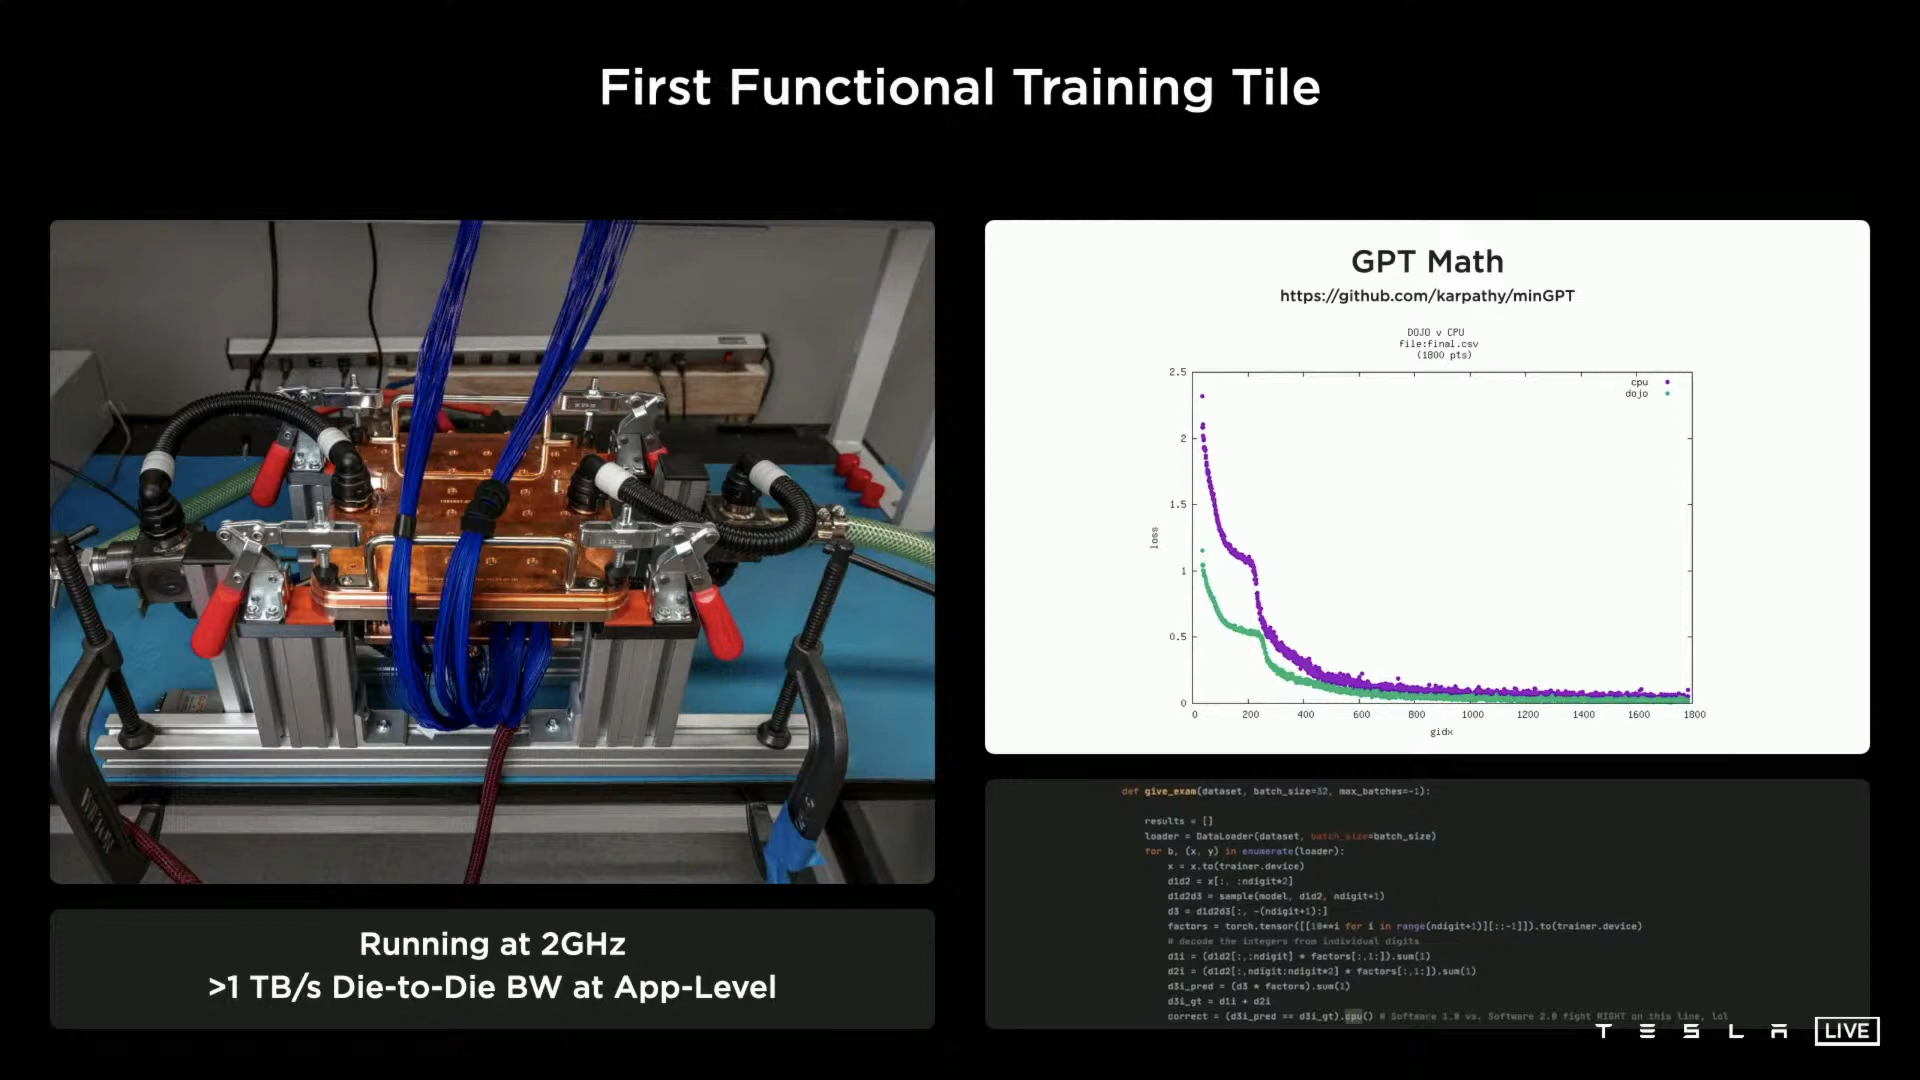 First Functional Training Tile
Running at 2GHz
>1 TB/s Die-to-Die BW at App-Level
GPT Math
https://github.com/karpathy/minGPT
DOJO v CPU
file:final.csv
(1800 pts)
cpu
dojo
2.5
2
1.5
1
0.5
0
loss
0 200 400 600 800 1000 1200 1400 1600 1800
gidx
def give_exam(dataset, batch_size=32, max_batches=-1):
results = []
loader = DataLoader(dataset, batch_size=batch_size)
for b, (x, y) in enumerate(loader):
x = x.to(trainer.device)
d1d2 = x[:, :ndigit*2]
d1d2d3 = sample(model, d1d2, ndigit+1)
d3 = d1d2d3[:, -(ndigit+1):]
factors = torch.tensor([[10**i for i in range(ndigit+1)][::-1]]).to(trainer.device)
# decode the integers from individual digits
d1i = (d1d2[:,:ndigit] * factors[:,1:]).sum(1)
d2i = (d1d2[:,ndigit:ndigit*2] * factors[:,1:]).sum(1)
d3i_pred = (d3 * factors).sum(1)
d3i_gt = d1i + d2i
correct = (d3i_pred == d3i_gt).cpu() # Software 1.0 vs. Software 2.0 fight RIGHT on this line, lol
TESLA LIVE